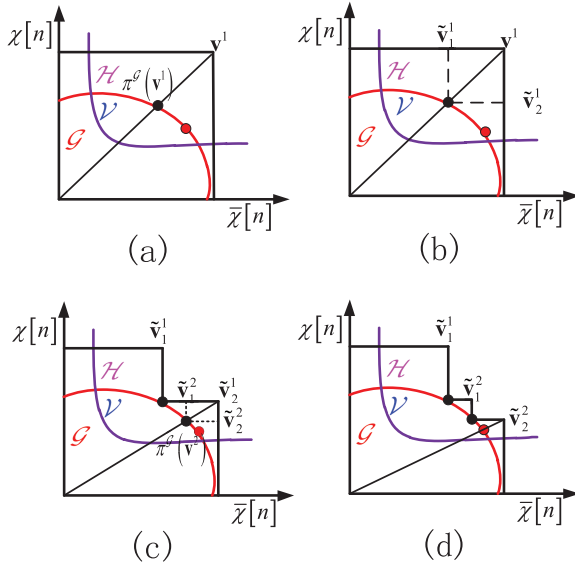 χ[n]
v¹
ℋ
π^𝒢(v¹)
𝒱
𝒢
χ̅[n]
(a)
χ[n]
ṽ₁¹
v¹
ℋ
𝒱
ṽ₂¹
𝒢
χ̅[n]
(b)
χ[n]
ṽ₁¹
ℋ
ṽ₁²
ṽ₂¹
𝒱
ṽ₂²
𝒢
π^𝒢(v²)
χ̅[n]
(c)
χ[n]
ṽ₁¹
ℋ
ṽ₁²
𝒱
ṽ₂²
𝒢
χ̅[n]
(d)